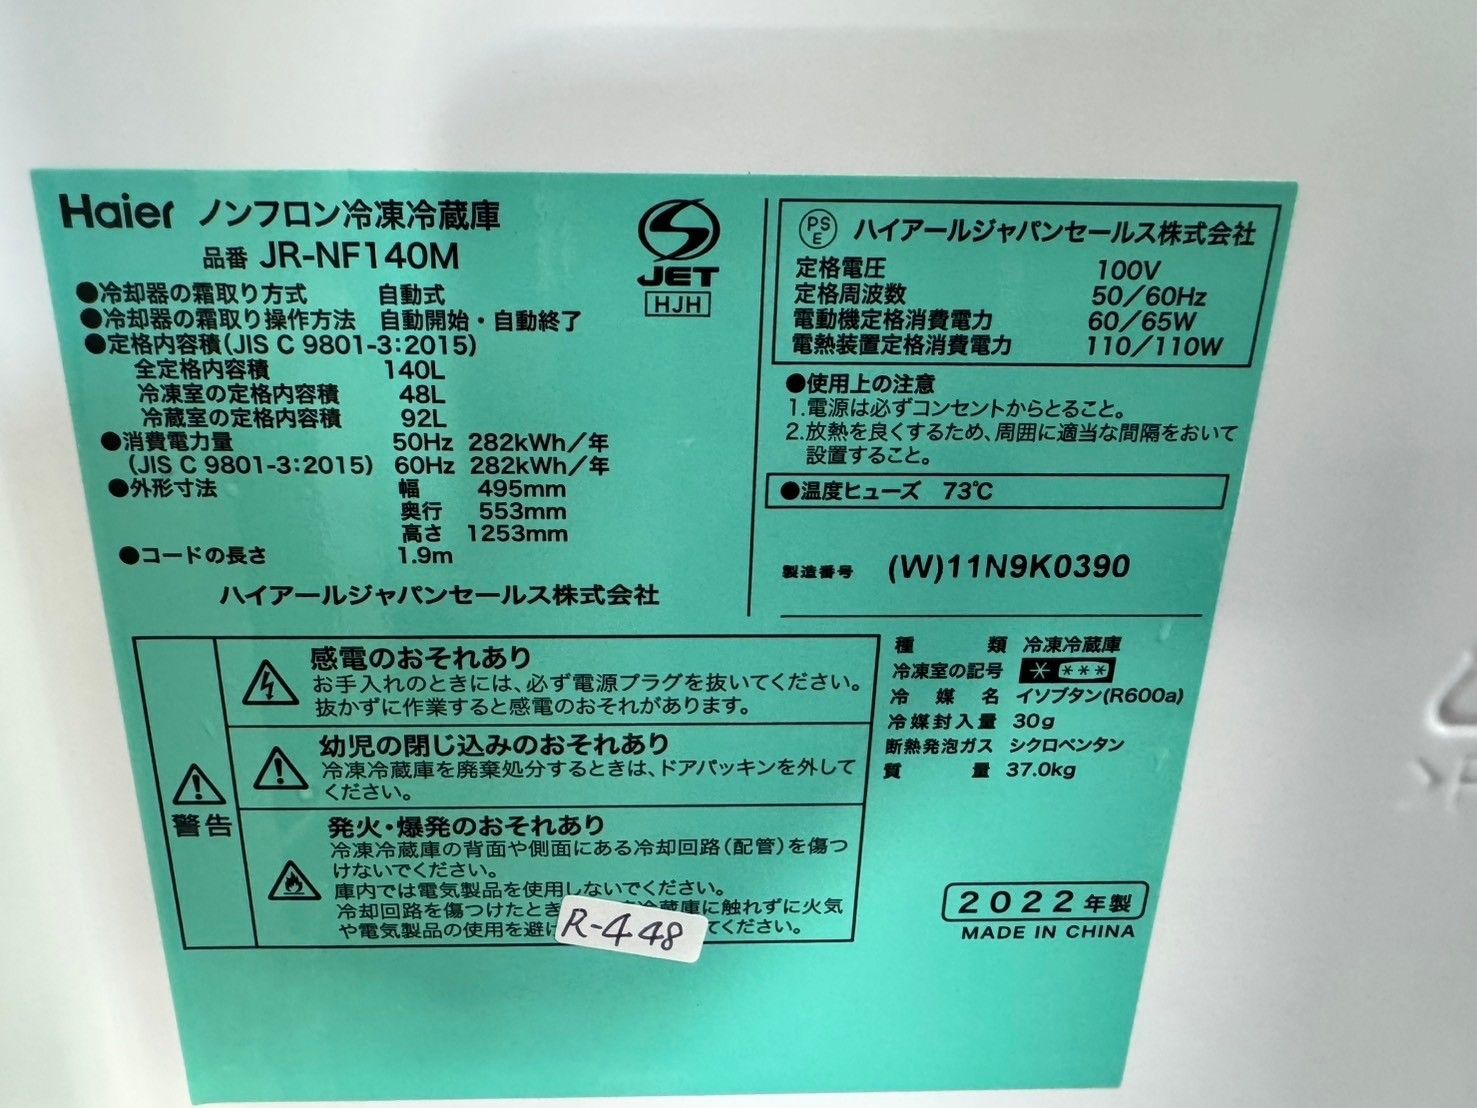 Haier ノンフロン冷凍冷蔵庫
品番 JR-NF140M
●冷却器の霜取り方式 自動式
●冷却器の霜取り操作方法 自動開始・自動終了
●定格内容積(JIS C 9801-3:2015)
全定格内容積 140L
冷凍室の定格内容積 48L
冷蔵室の定格内容積 92L
●消費電力量 50Hz 282kWh/年
(JIS C 9801-3:2015) 60Hz 282kWh/年
●外形寸法 幅 495mm
奥行 553mm
高さ 1253mm
●コードの長さ 1.9m
ハイアールジャパンセールス株式会社
JET
HJH
PSE ハイアールジャパンセールス株式会社
定格電圧 100V
定格周波数 50/60Hz
電動機定格消費電力 60/65W
電熱装置定格消費電力 110/110W
●使用上の注意
1.電源は必ずコンセントからとること。
2.放熱を良くするため、周囲に適当な間隔をおいて
設置すること。
●温度ヒューズ 73℃
製造番号 (W)11N9K0390
警告
感電のおそれあり
お手入れのときには、必ず電源プラグを抜いてください。
抜かずに作業すると感電のおそれがあります。
幼児の閉じ込みのおそれあり
冷凍冷蔵庫を廃棄処分するときは、ドアパッキンを外して
ください。
発火・爆発のおそれあり
冷凍冷蔵庫の背面や側面にある冷却回路(配管)を傷つ
けないでください。
庫内では電気製品を使用しないでください。
冷却回路を傷つけたとき 冷蔵庫に触れずに火気
や電気製品の使用を避け てください。
R-448
種類 冷凍冷蔵庫
冷凍室の記号 * ***
冷媒名 イソブタン(R600a)
冷媒封入量 30g
断熱発泡ガス シクロペンタン
質量 37.0kg
2022年製
MADE IN CHINA